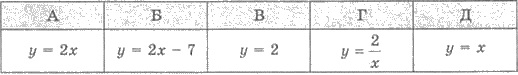 А Б В Г Д
y = 2x y = 2x − 7 y = 2 y = 2/x y = x